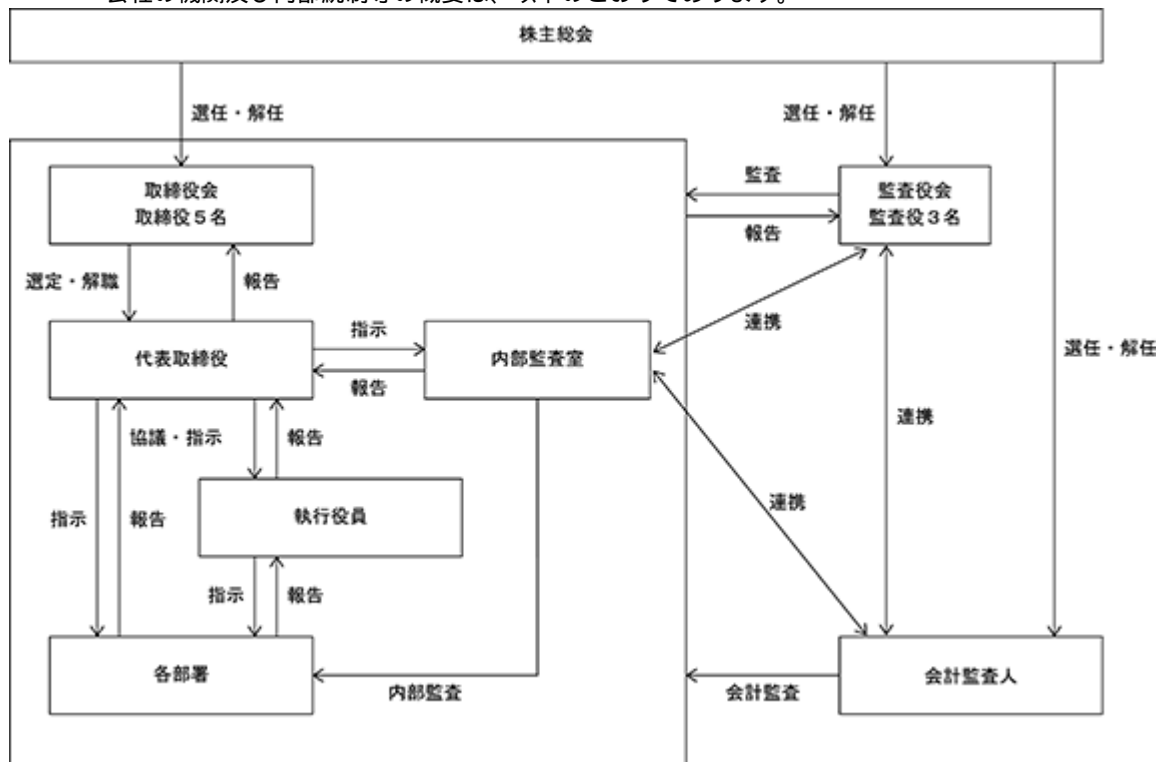 会社の機関及び内部統制等の概要は、以下のとおりであります。
株主総会
選任・解任
選任・解任
取締役会
取締役5名
監査
監査役会
監査役3名
報告
選定・解職
報告
連携
指示
代表取締役
内部監査室
選任・解任
報告
連携
協議・指示
報告
連携
執行役員
指示
報告
指示
報告
各部署
内部監査
会計監査
会計監査人